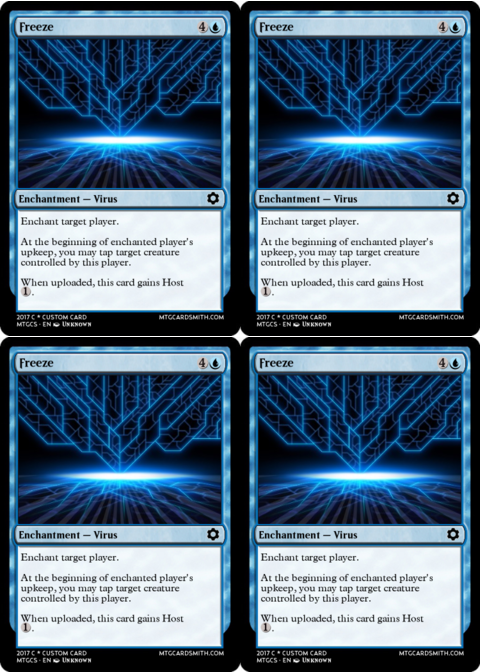 Freeze 4
Enchantment — Virus
Enchant target player.
At the beginning of enchanted player's
upkeep, you may tap target creature
controlled by this player.
When uploaded, this card gains Host
1.
2017 C * CUSTOM CARD MTGCARDSMITH.COM
MTGCS · EN UNKNOWN
Freeze 4
Enchantment — Virus
Enchant target player.
At the beginning of enchanted player's
upkeep, you may tap target creature
controlled by this player.
When uploaded, this card gains Host
1.
2017 C * CUSTOM CARD MTGCARDSMITH.COM
MTGCS · EN UNKNOWN
Freeze 4
Enchantment — Virus
Enchant target player.
At the beginning of enchanted player's
upkeep, you may tap target creature
controlled by this player.
When uploaded, this card gains Host
1.
2017 C * CUSTOM CARD MTGCARDSMITH.COM
MTGCS · EN UNKNOWN
Freeze 4
Enchantment — Virus
Enchant target player.
At the beginning of enchanted player's
upkeep, you may tap target creature
controlled by this player.
When uploaded, this card gains Host
1.
2017 C * CUSTOM CARD MTGCARDSMITH.COM
MTGCS · EN UNKNOWN